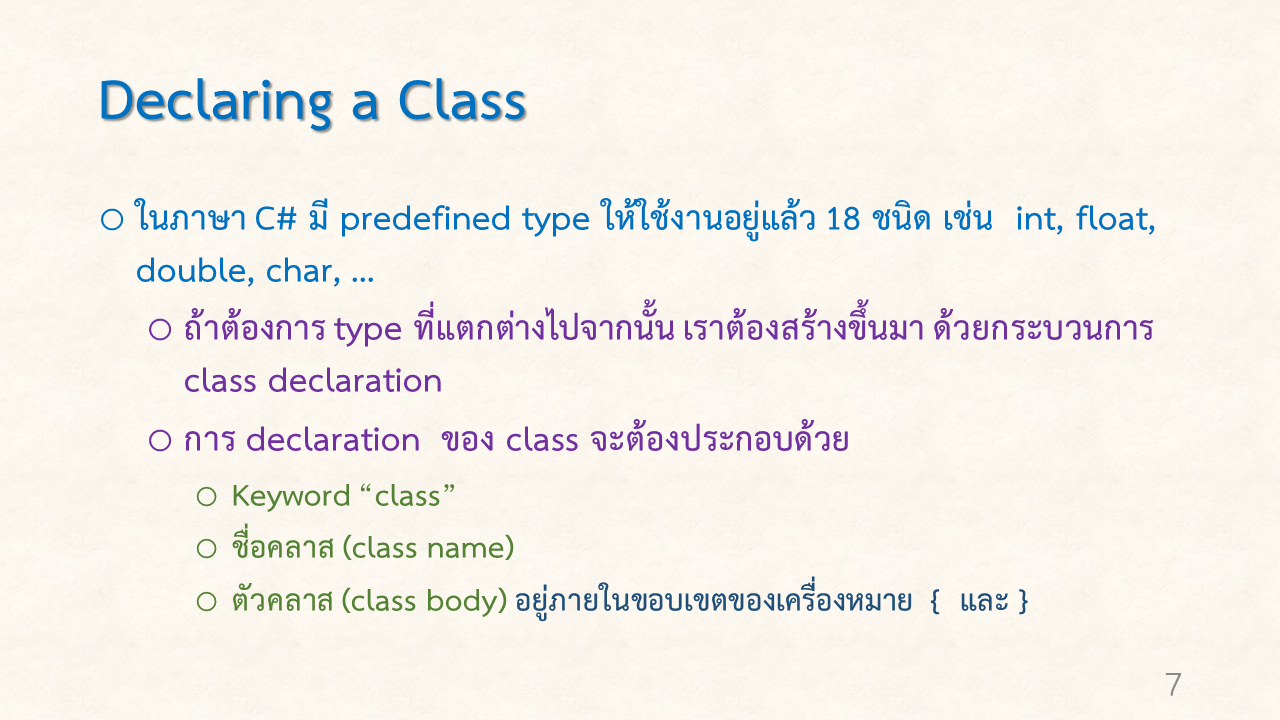 Declaring a Class
ในภาษา C# มี predefined type ให้ใช้งานอยู่แล้ว 18 ชนิด เช่น int, float,
double, char, ...
ถ้าต้องการ type ที่แตกต่างไปจากนั้น เราต้องสร้างขึ้นมา ด้วยกระบวนการ
class declaration
การ declaration ของ class จะต้องประกอบด้วย
Keyword “class”
ชื่อคลาส (class name)
ตัวคลาส (class body) อยู่ภายในขอบเขตของเครื่องหมาย { และ }
7